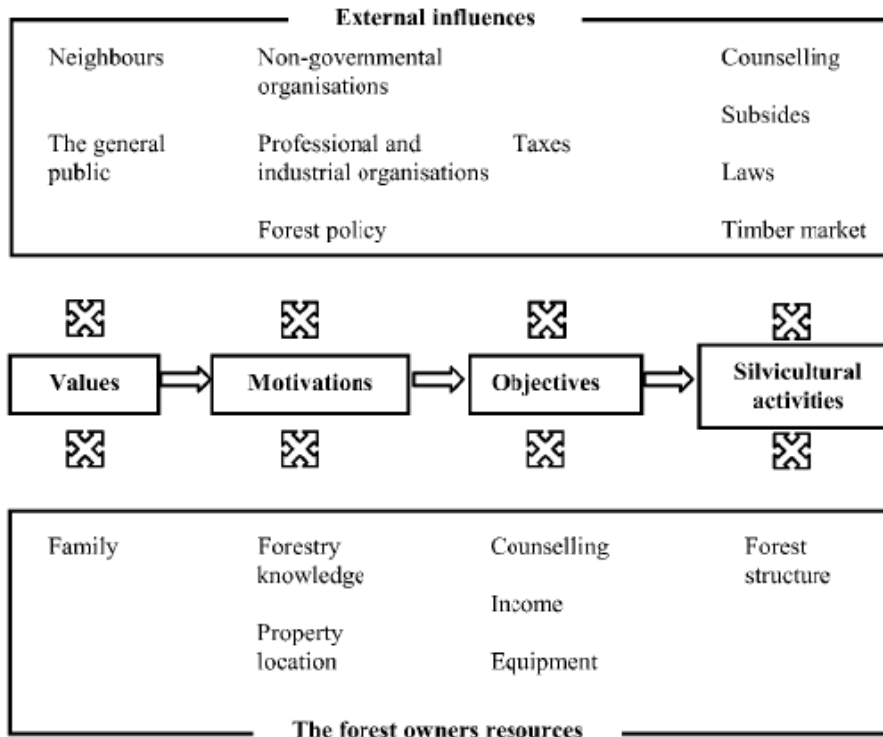 External influences
Neighbours
Non-governmental
organisations
Counselling
Subsides
The general
public
Professional and
industrial organisations
Taxes
Laws
Forest policy
Timber market
Values
Motivations
Objectives
Silvicultural
activities
Family
Forestry
knowledge
Counselling
Forest
structure
Income
Property
location
Equipment
The forest owners resources